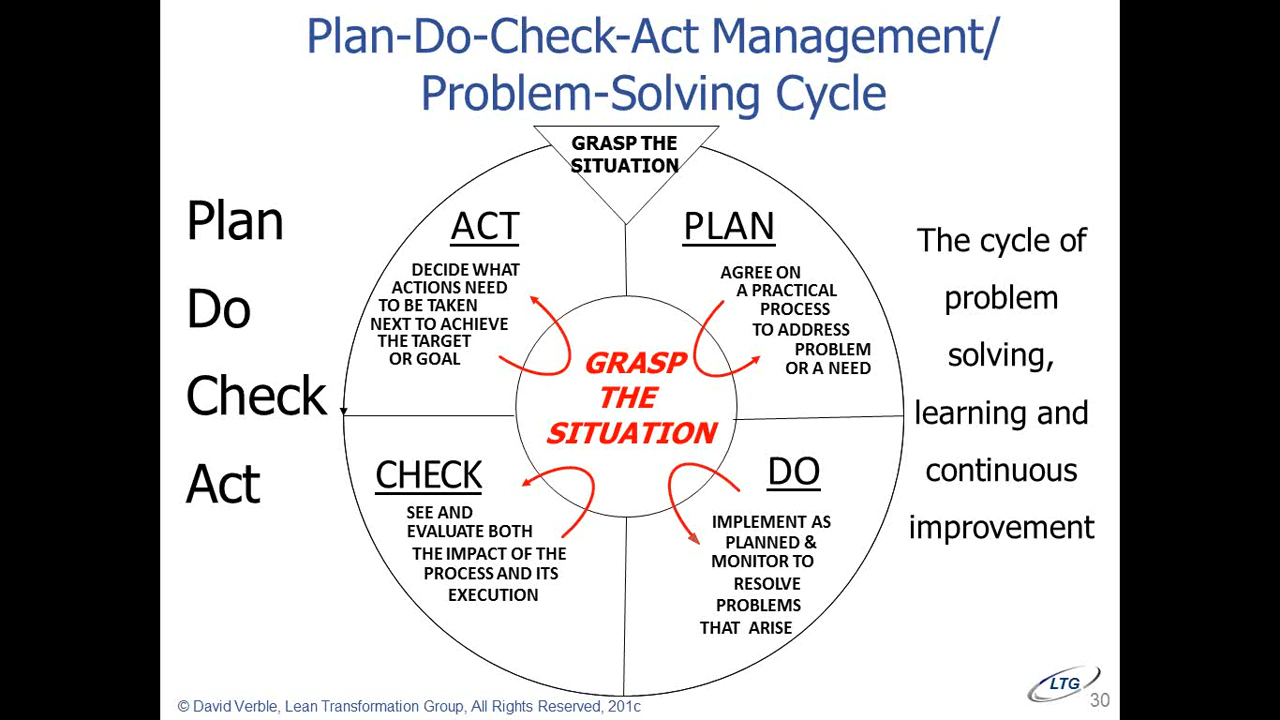 Plan-Do-Check-Act Management/
Problem-Solving Cycle
GRASP THE
SITUATION
Plan
Do
Check
Act
ACT
DECIDE WHAT
ACTIONS NEED
TO BE TAKEN
NEXT TO ACHIEVE
THE TARGET
OR GOAL
PLAN
AGREE ON
A PRACTICAL
PROCESS
TO ADDRESS
PROBLEM
OR A NEED
GRASP
THE
SITUATION
CHECK
SEE AND
EVALUATE BOTH
THE IMPACT OF THE
PROCESS AND ITS
EXECUTION
DO
IMPLEMENT AS
PLANNED &
MONITOR TO
RESOLVE
PROBLEMS
THAT ARISE
The cycle of
problem
solving,
learning and
continuous
improvement
© David Verble, Lean Transformation Group, All Rights Reserved, 201c
LTG
30